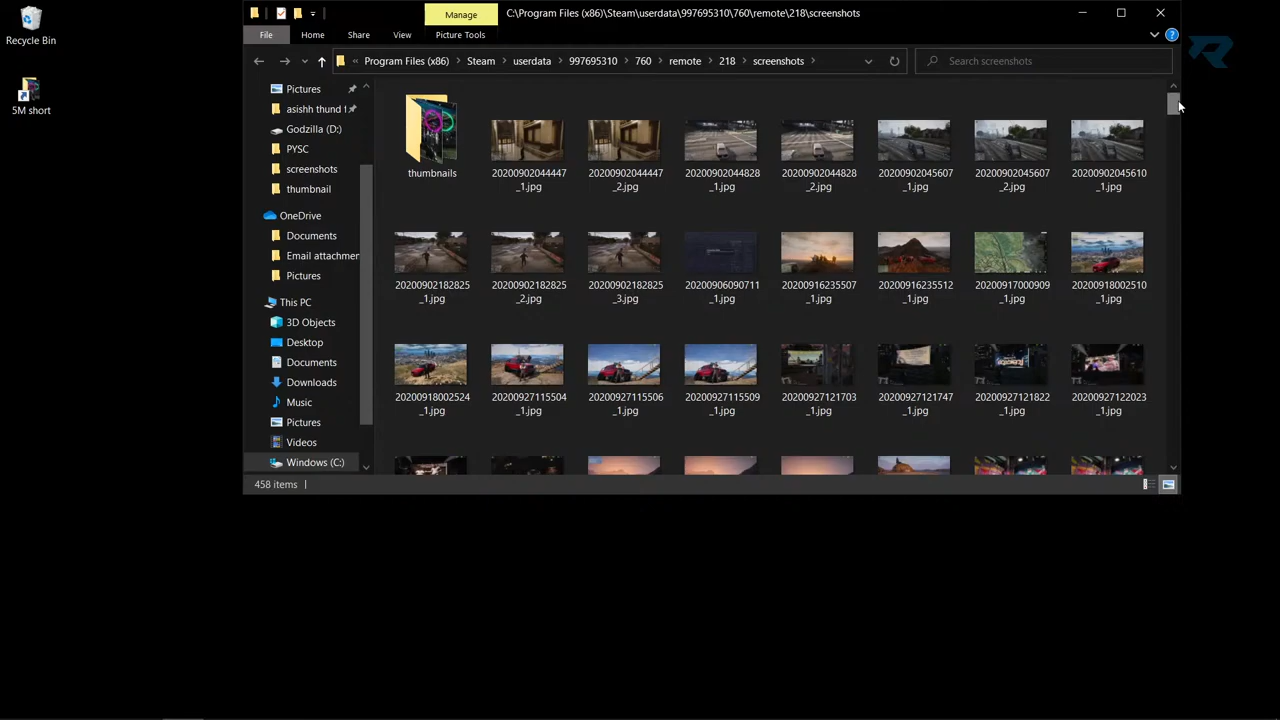 Recycle Bin
5M short
Manage
C:\Program Files (x86)\Steam\userdata\997695310\760\remote\218\screenshots
File
Home
Share
View
Picture Tools
« Program Files (x86) > Steam > userdata > 997695310 > 760 > remote > 218 > screenshots >
Search screenshots
Pictures
asishh thund t
Godzilla (D:)
PYSC
screenshots
thumbnail
OneDrive
Documents
Email attachmen
Pictures
This PC
3D Objects
Desktop
Documents
Downloads
Music
Pictures
Videos
Windows (C:)
thumbnails
20200902044447_1.jpg
20200902044447_2.jpg
20200902044828_1.jpg
20200902044828_2.jpg
20200902045607_1.jpg
20200902045607_2.jpg
20200902045610_1.jpg
20200902182825_1.jpg
20200902182825_2.jpg
20200902182825_3.jpg
20200906090711_1.jpg
20200916235507_1.jpg
20200916235512_1.jpg
20200917000909_1.jpg
20200918002510_1.jpg
20200918002524_1.jpg
20200927115504_1.jpg
20200927115506_1.jpg
20200927115509_1.jpg
20200927121703_1.jpg
20200927121747_1.jpg
20200927121822_1.jpg
20200927122023_1.jpg
458 items